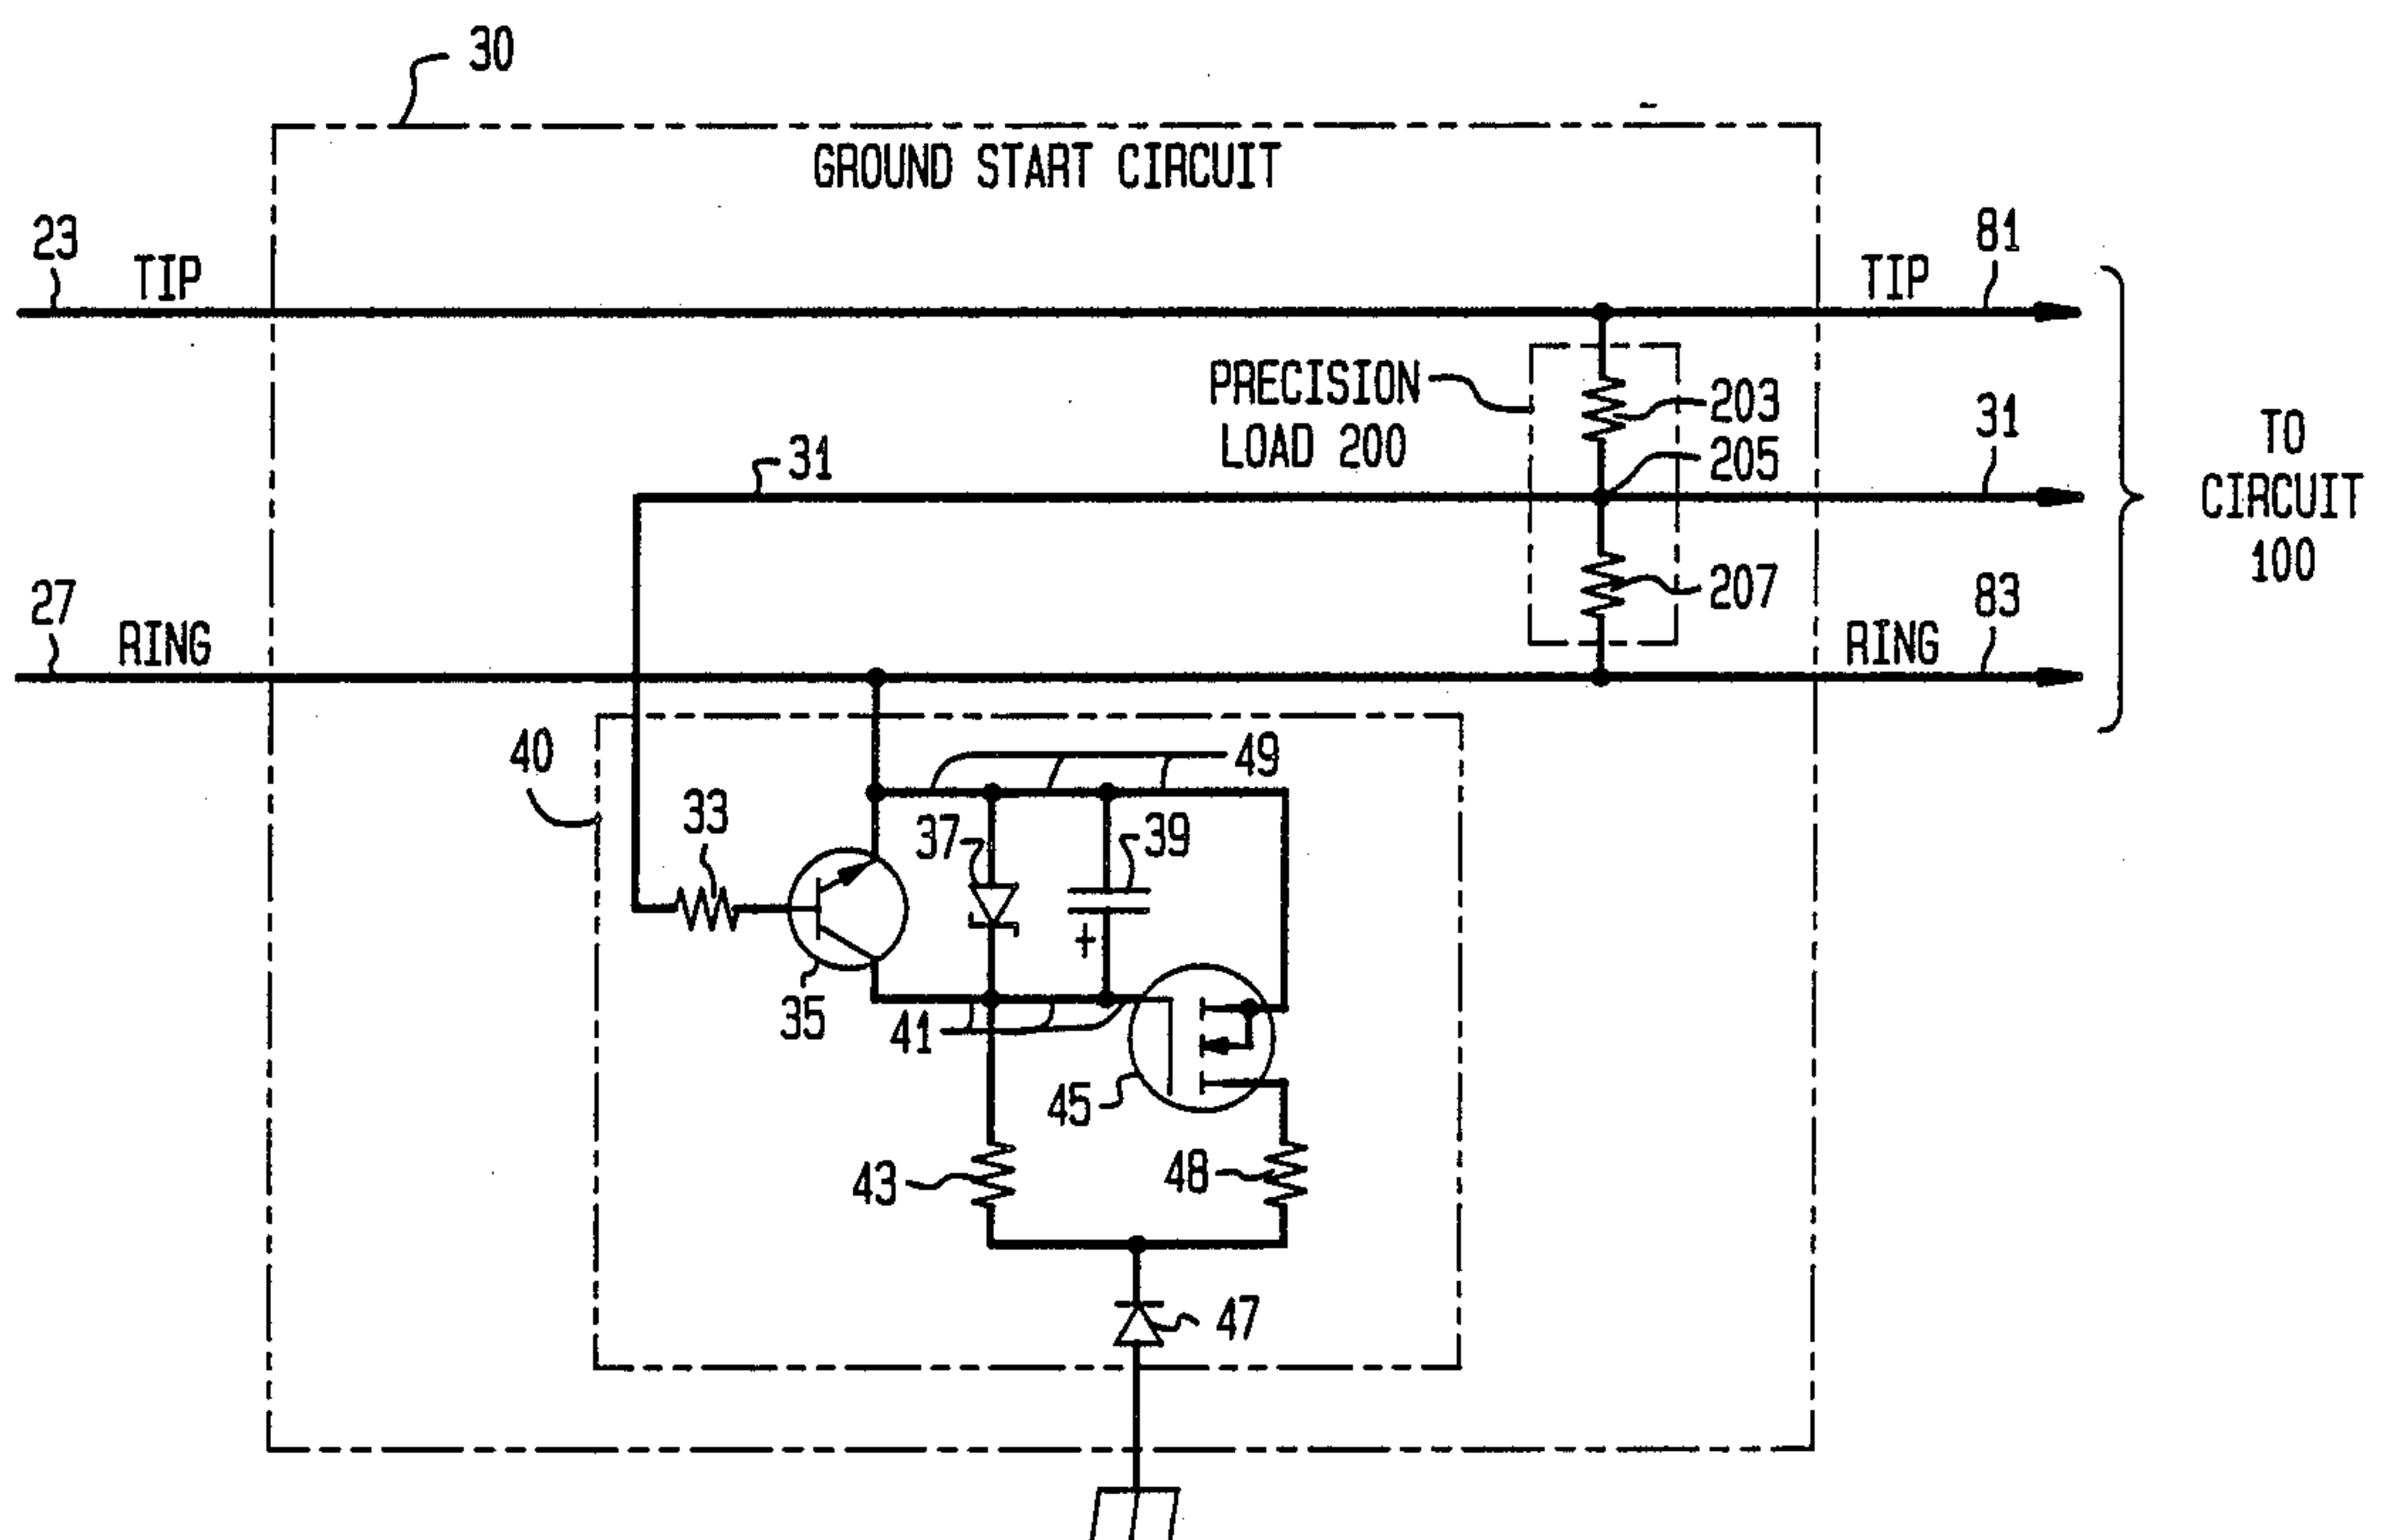 30
GROUND START CIRCUIT
23
TIP
TIP
81
PRECISION
LOAD 200
203
31
205
31
TO
CIRCUIT
100
27
RING
207
RING
83
40
49
33
37
39
35
41
45
43
48
47
+